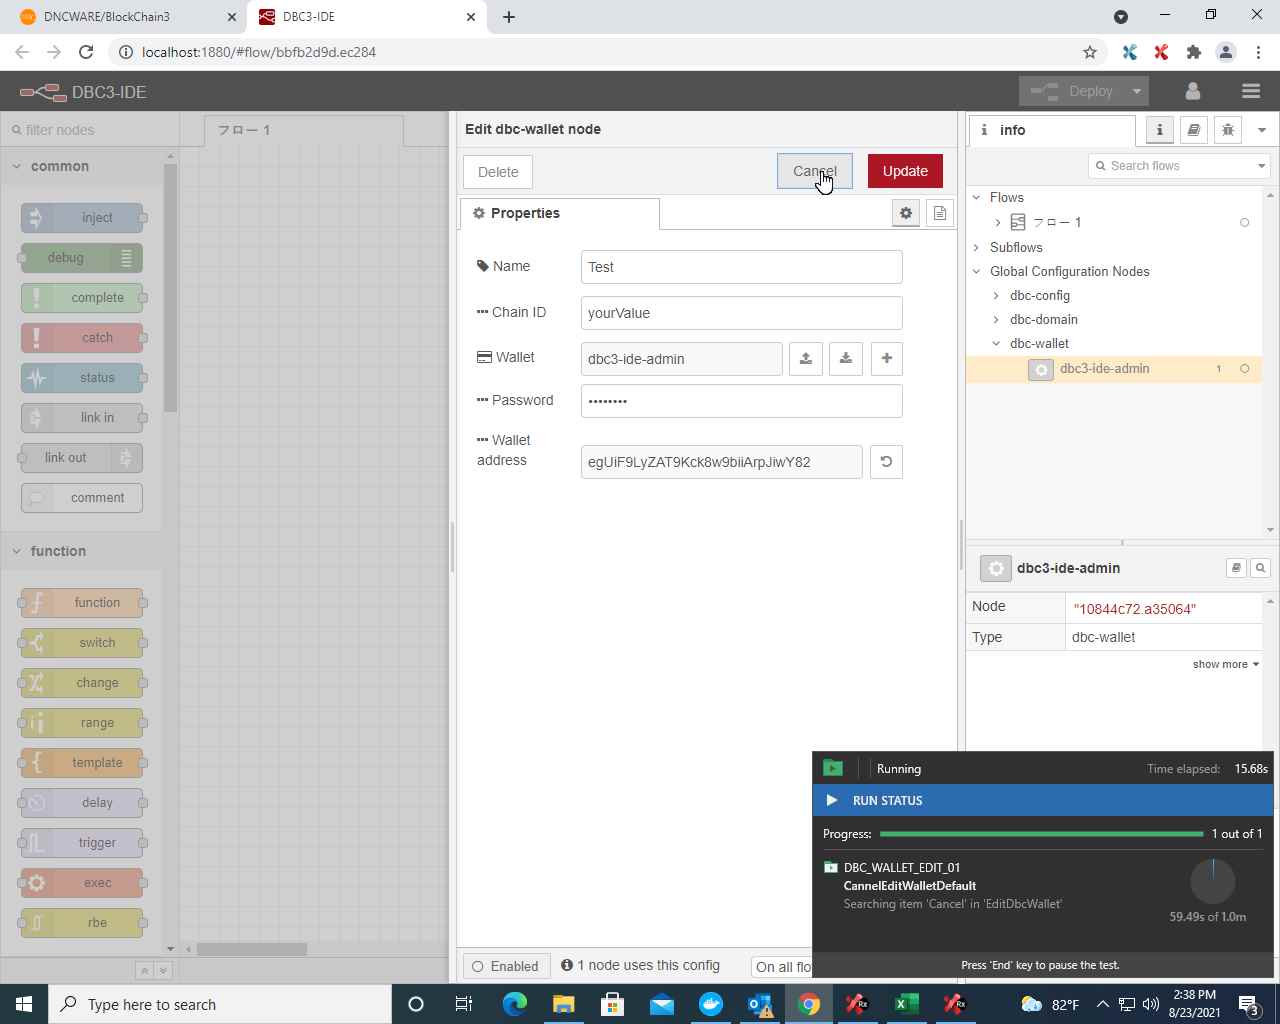 DNCWARE/BlockChain3
DBC3-IDE
localhost:1880/#flow/bbfb2d9d.ec284
DBC3-IDE
Deploy
filter nodes
フロー 1
common
inject
debug
complete
catch
status
link in
link out
comment
function
function
switch
change
range
template
delay
trigger
exec
rbe
Edit dbc-wallet node
Delete
Cancel
Update
Properties
Name
Test
Chain ID
yourValue
Wallet
dbc3-ide-admin
Password
••••••••
Wallet address
egUiF9LyZAT9Kck8w9biiArpJiwY82
Enabled
1 node uses this config
On all flo
info
Search flows
Flows
フロー 1
Subflows
Global Configuration Nodes
dbc-config
dbc-domain
dbc-wallet
dbc3-ide-admin
1
dbc3-ide-admin
Node
"10844c72.a35064"
Type
dbc-wallet
show more
Running
Time elapsed: 15.68s
RUN STATUS
Progress: 1 out of 1
DBC_WALLET_EDIT_01
CannelEditWalletDefault
Searching item 'Cancel' in 'EditDbcWallet'
59.49s of 1.0m
Press 'End' key to pause the test.
Type here to search
82°F
2:38 PM
8/23/2021
3